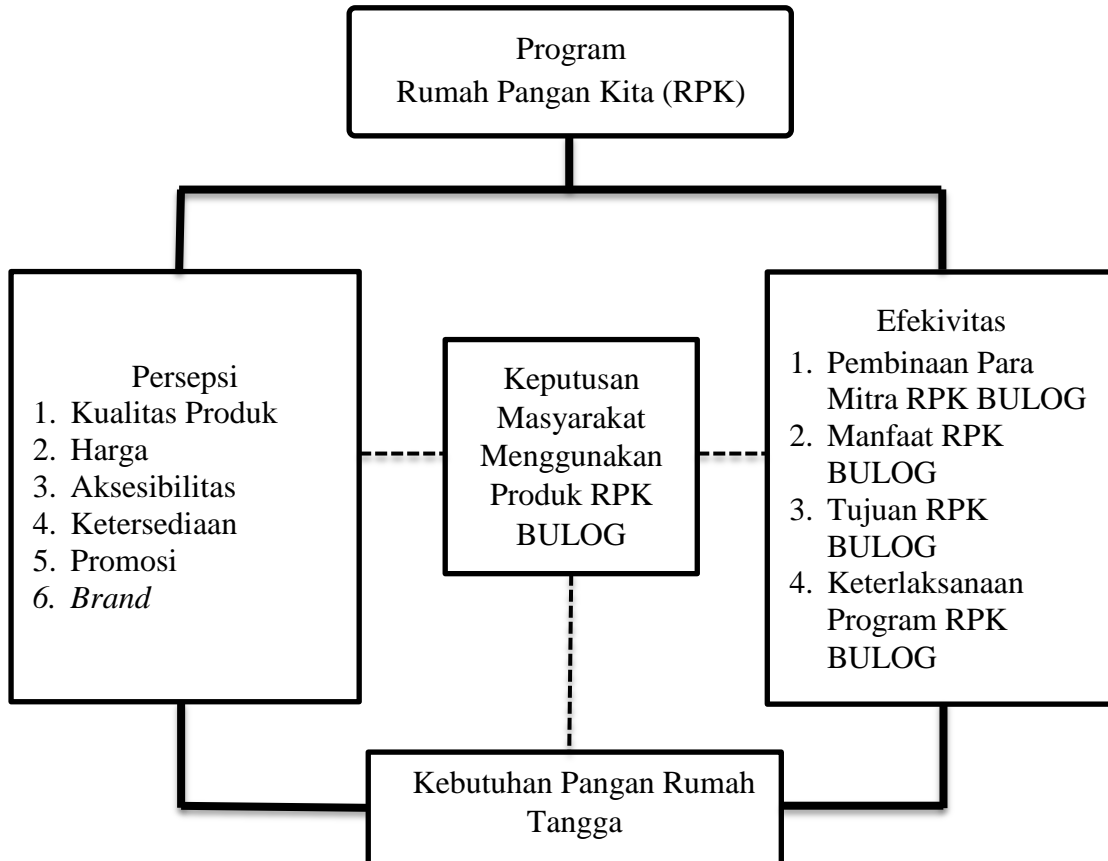 Program
Rumah Pangan Kita (RPK)
Persepsi
1. Kualitas Produk
2. Harga
3. Aksesibilitas
4. Ketersediaan
5. Promosi
6. Brand
Keputusan
Masyarakat
Menggunakan
Produk RPK
BULOG
Efekivitas
1. Pembinaan Para
Mitra RPK BULOG
2. Manfaat RPK
BULOG
3. Tujuan RPK
BULOG
4. Keterlaksanaan
Program RPK
BULOG
Kebutuhan Pangan Rumah
Tangga